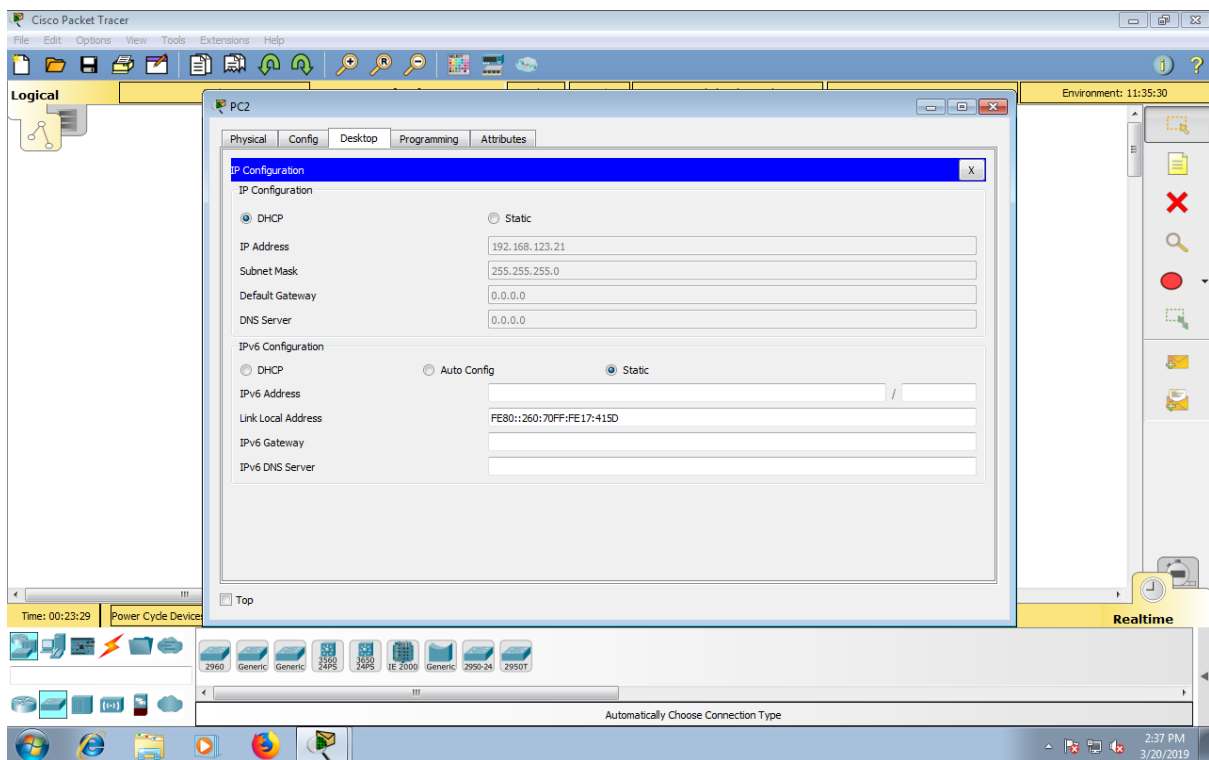 Cisco Packet Tracer
File Edit Options View Tools Extensions Help
Logical
Environment: 11:35:30
PC2
Physical Config Desktop Programming Attributes
IP Configuration X
IP Configuration
DHCP Static
IP Address 192.168.123.21
Subnet Mask 255.255.255.0
Default Gateway 0.0.0.0
DNS Server 0.0.0.0
IPv6 Configuration
DHCP Auto Config Static
IPv6 Address /
Link Local Address FE80::260:70FF:FE17:415D
IPv6 Gateway
IPv6 DNS Server
Top
Time: 00:23:29 Power Cycle Devices
Realtime
2960 Generic Generic 3560 24PS 3650 24PS IE 2000 Generic 2950-24 2950T
Automatically Choose Connection Type
2:37 PM
3/20/2019